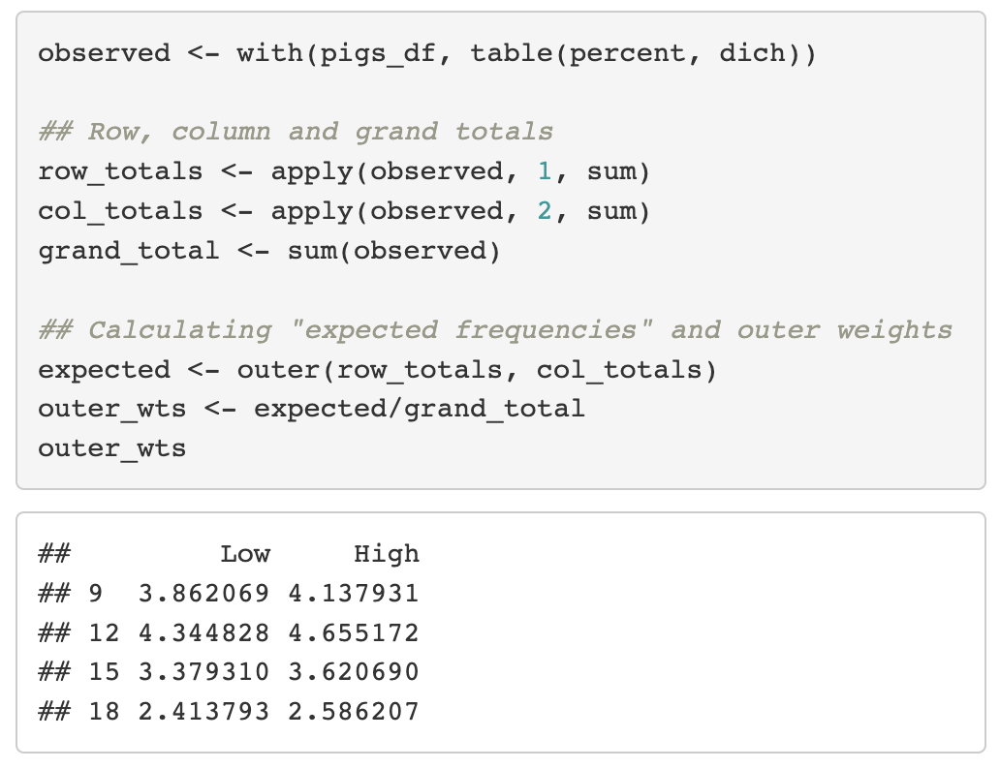 observed <- with(pigs_df, table(percent, dich))
## Row, column and grand totals
row_totals <- apply(observed, 1, sum)
col_totals <- apply(observed, 2, sum)
grand_total <- sum(observed)
## Calculating "expected frequencies" and outer weights
expected <- outer(row_totals, col_totals)
outer_wts <- expected/grand_total
outer_wts
##         Low     High
## 9  3.862069 4.137931
## 12 4.344828 4.655172
## 15 3.379310 3.620690
## 18 2.413793 2.586207